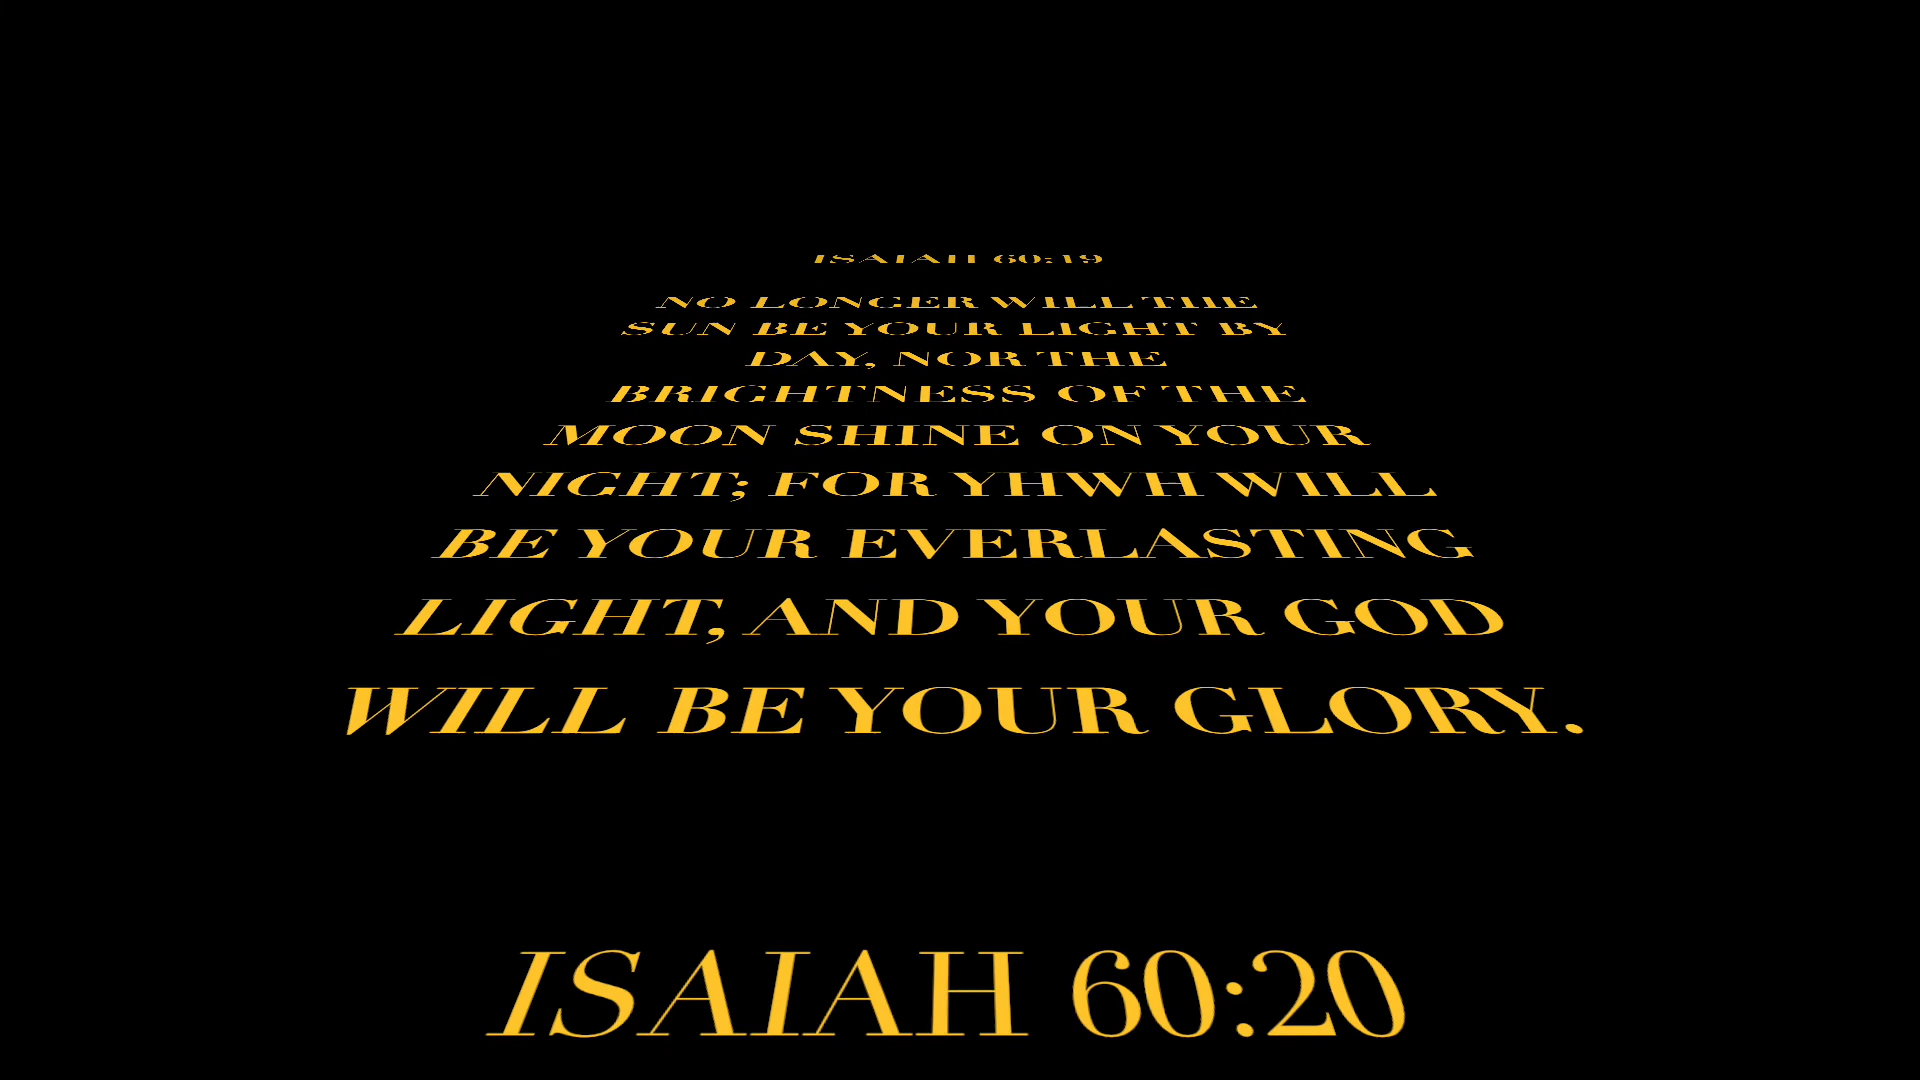 ISAIAH 60:19
NO LONGER WILL THE
SUN BE YOUR LIGHT BY
DAY, NOR THE
BRIGHTNESS OF THE
MOON SHINE ON YOUR
NIGHT; FOR YHWH WILL
BE YOUR EVERLASTING
LIGHT, AND YOUR GOD
WILL BE YOUR GLORY.
ISAIAH 60:20